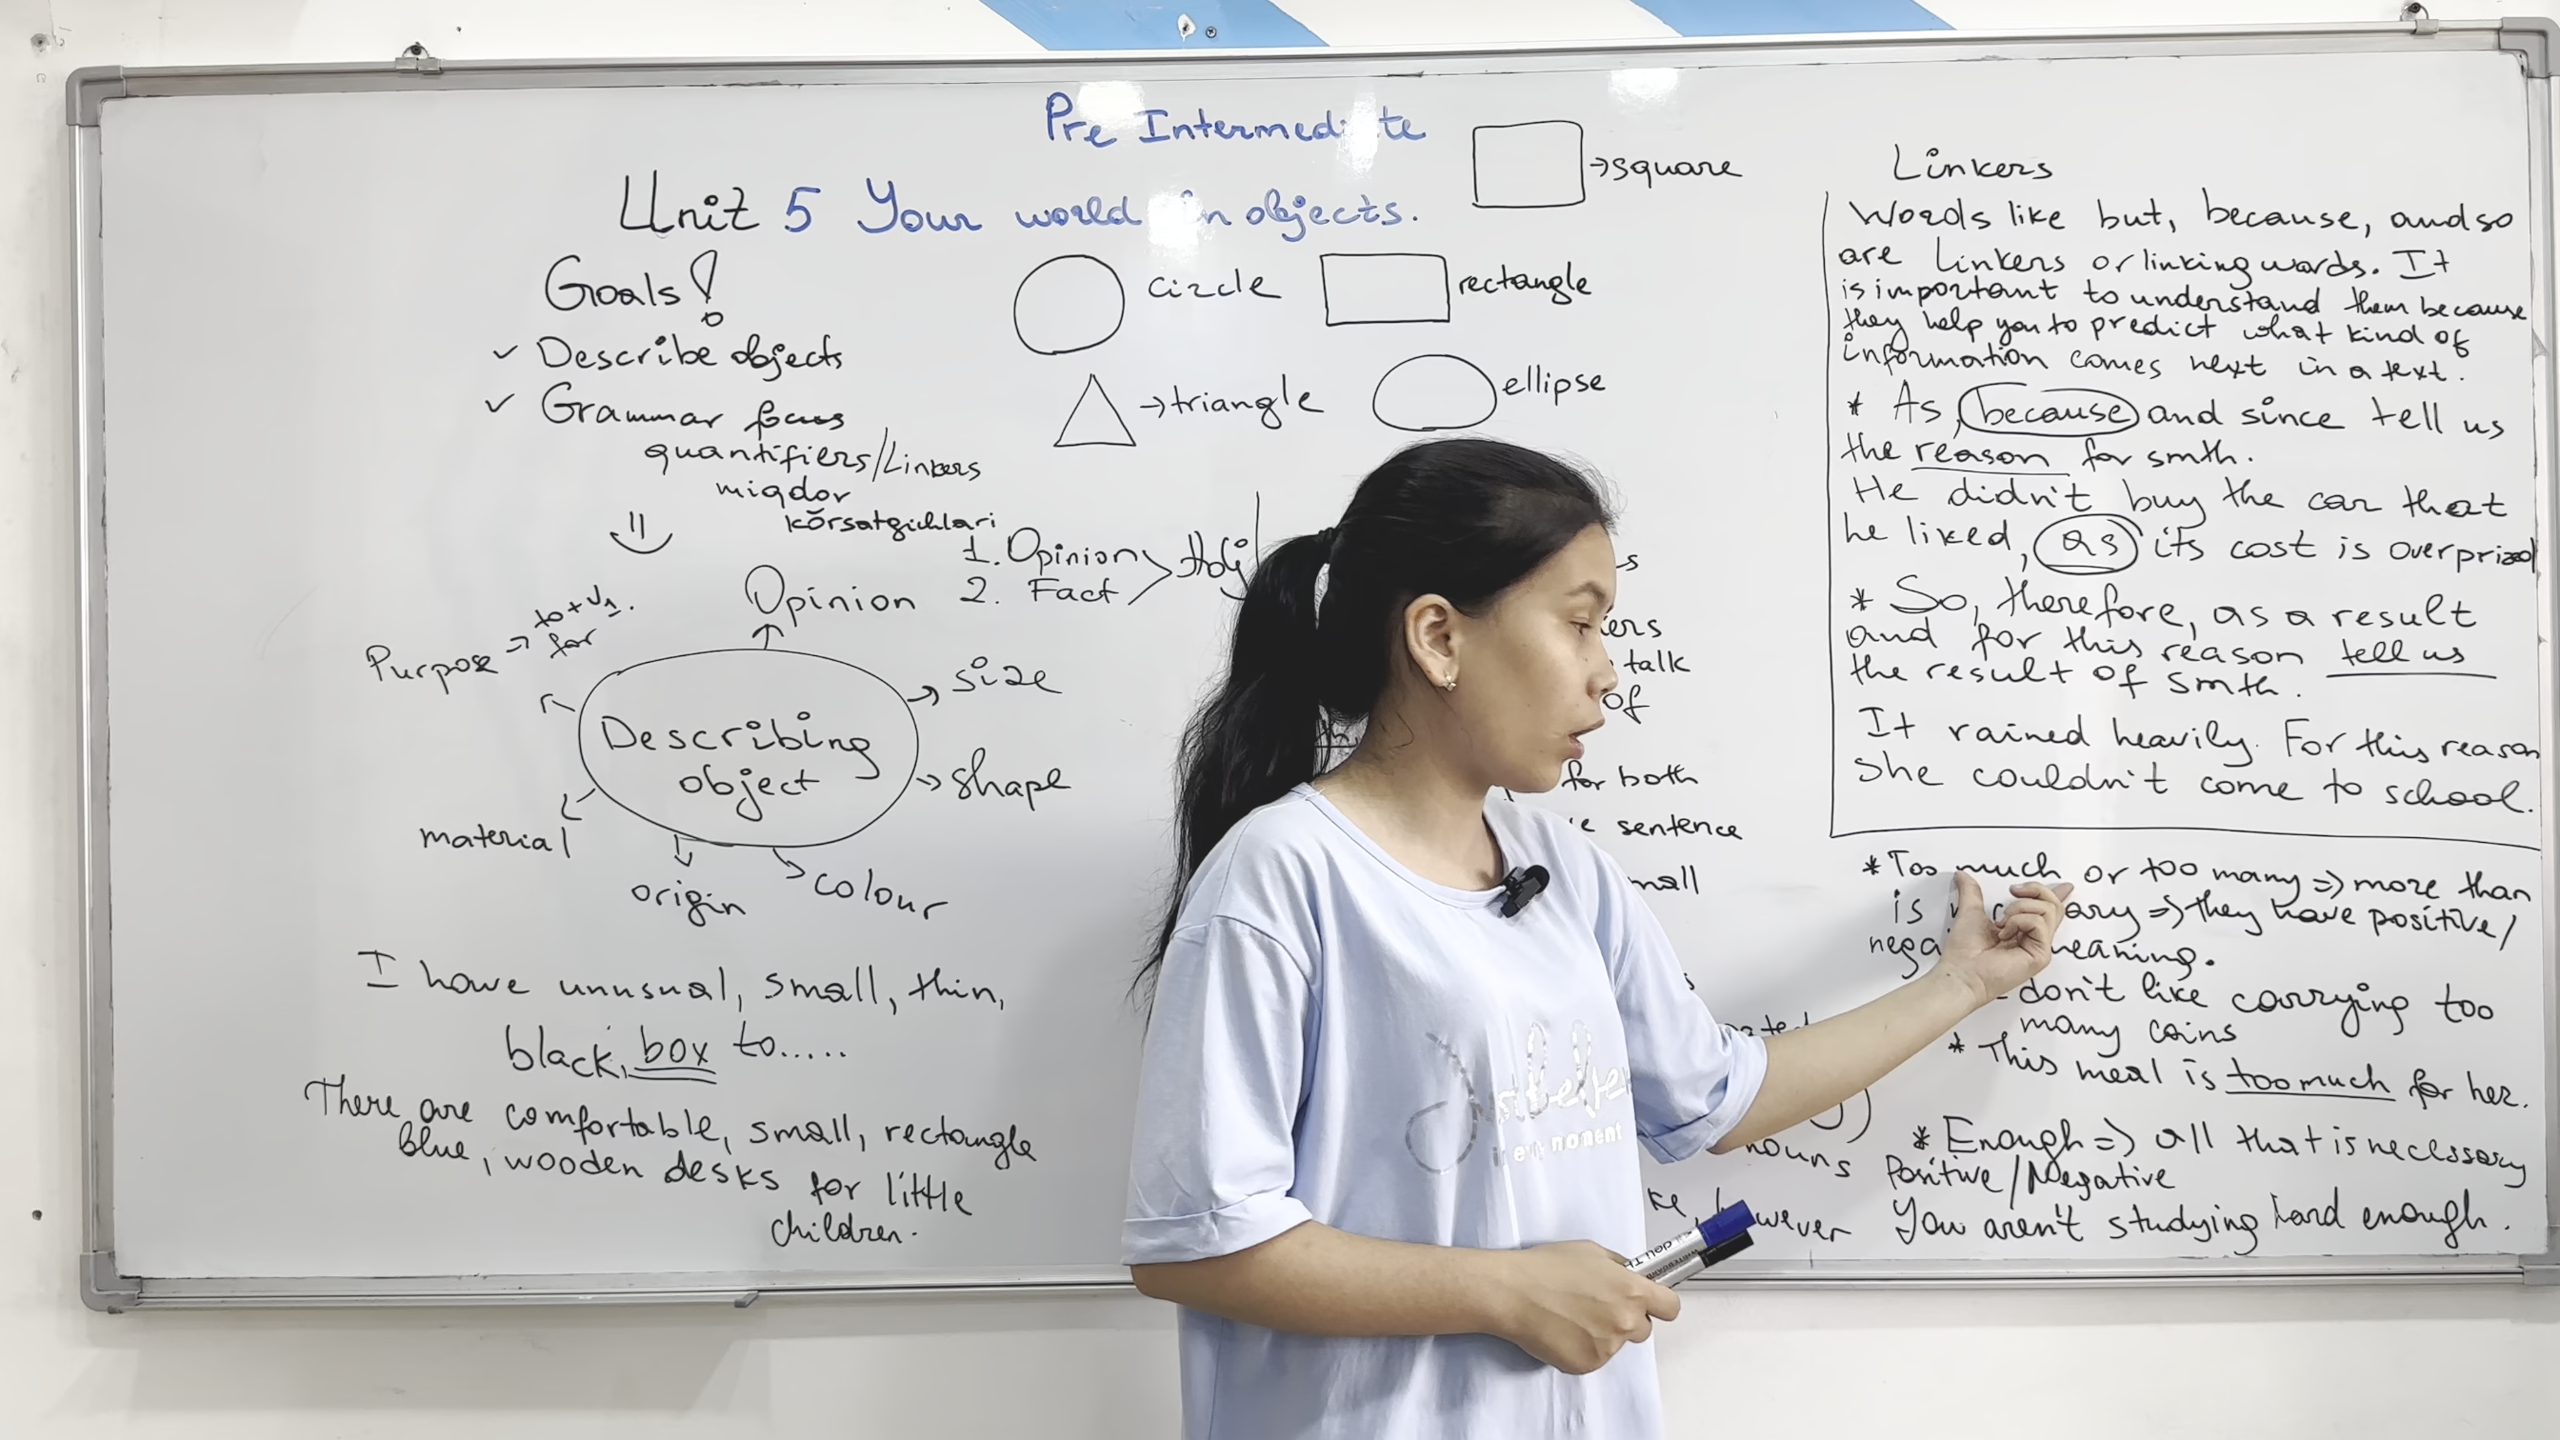 Pre Intermediate
Unit 5 Your world in objects.
Goals!
✓ Describe objects
✓ Grammar focus
quantifiers/Linkers
miqdor
kőrsatgichlari
square
circle
rectangle
triangle
ellipse
1. Opinion
2. Fact
Opinion
size
shape
colour
origin
material
Purpose → to+V1.
for
Describing
object
I have unusual, small, thin,
black, box to.....
There are comfortable, small, rectangle
blue, wooden desks for little
children.
talk
of
for both
sentence
nouns
Linkers
Words like but, because, and so
are Linkers or linking words. It
is important to understand them because
they help you to predict what kind of
information comes next in a text.
* As, because and since tell us
the reason for smth.
He didn't buy the car that
he liked, as its cost is overprized
* So, therefore, as a result
and for this reason tell us
the result of smth.
It rained heavily. For this reason
she couldn't come to school.
* Too much or too many => more than
is => they have positive/
meaning.
don't like carrying too
many coins
* This meal is too much for her.
* Enough => all that is necessary
Positive/Negative
You aren't studying hard enough.
deli